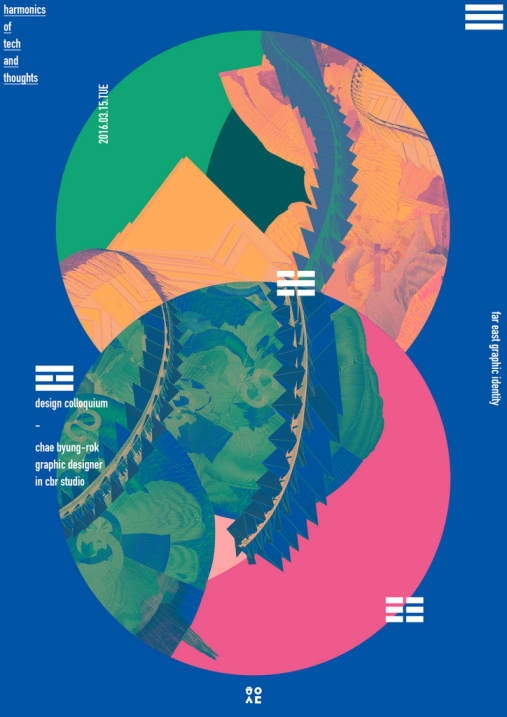 harmonics
of
tech
and
thoughts
2016.03.15.TUE
far east graphic identity
design colloquium
–
chae byung-rok
graphic designer
in cbr studio